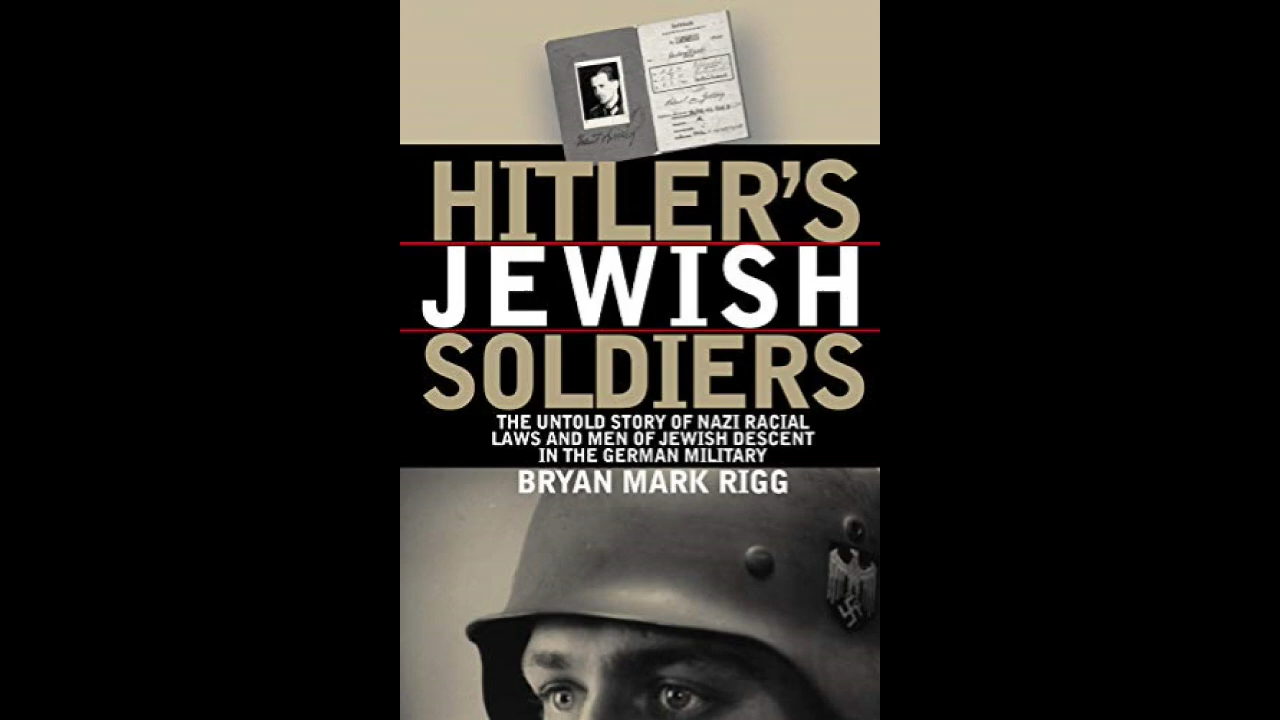 HITLER'S
JEWISH
SOLDIERS
THE UNTOLD STORY OF NAZI RACIAL
LAWS AND MEN OF JEWISH DESCENT
IN THE GERMAN MILITARY
BRYAN MARK RIGG